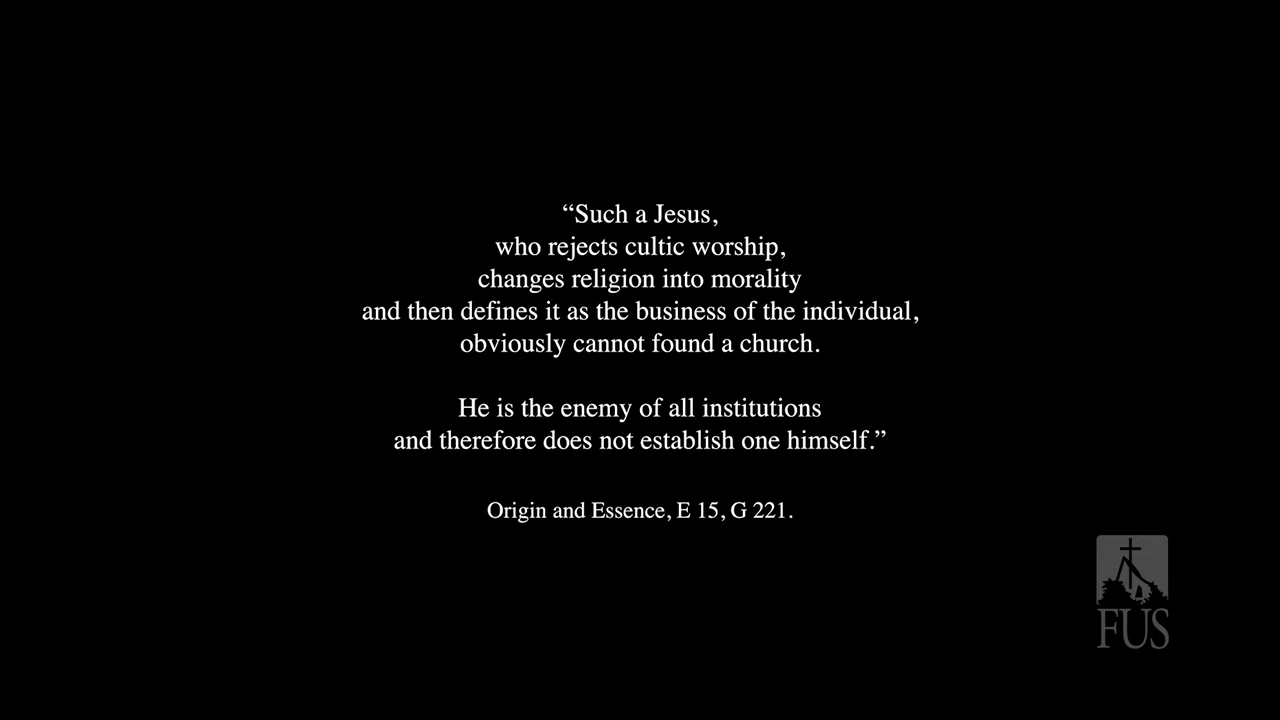 “Such a Jesus,
who rejects cultic worship,
changes religion into morality
and then defines it as the business of the individual,
obviously cannot found a church.
He is the enemy of all institutions
and therefore does not establish one himself.”
Origin and Essence, E 15, G 221.
FUS